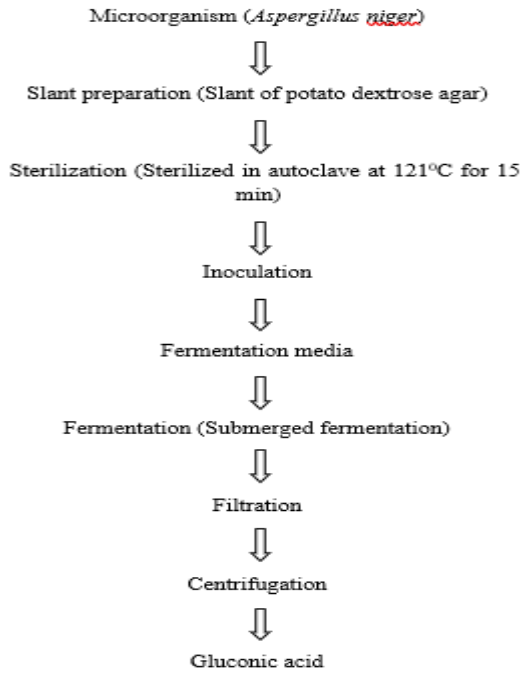 Microorganism (Aspergillus niger)
Slant preparation (Slant of potato dextrose agar)
Sterilization (Sterilized in autoclave at 121°C for 15
min)
Inoculation
Fermentation media
Fermentation (Submerged fermentation)
Filtration
Centrifugation
Gluconic acid